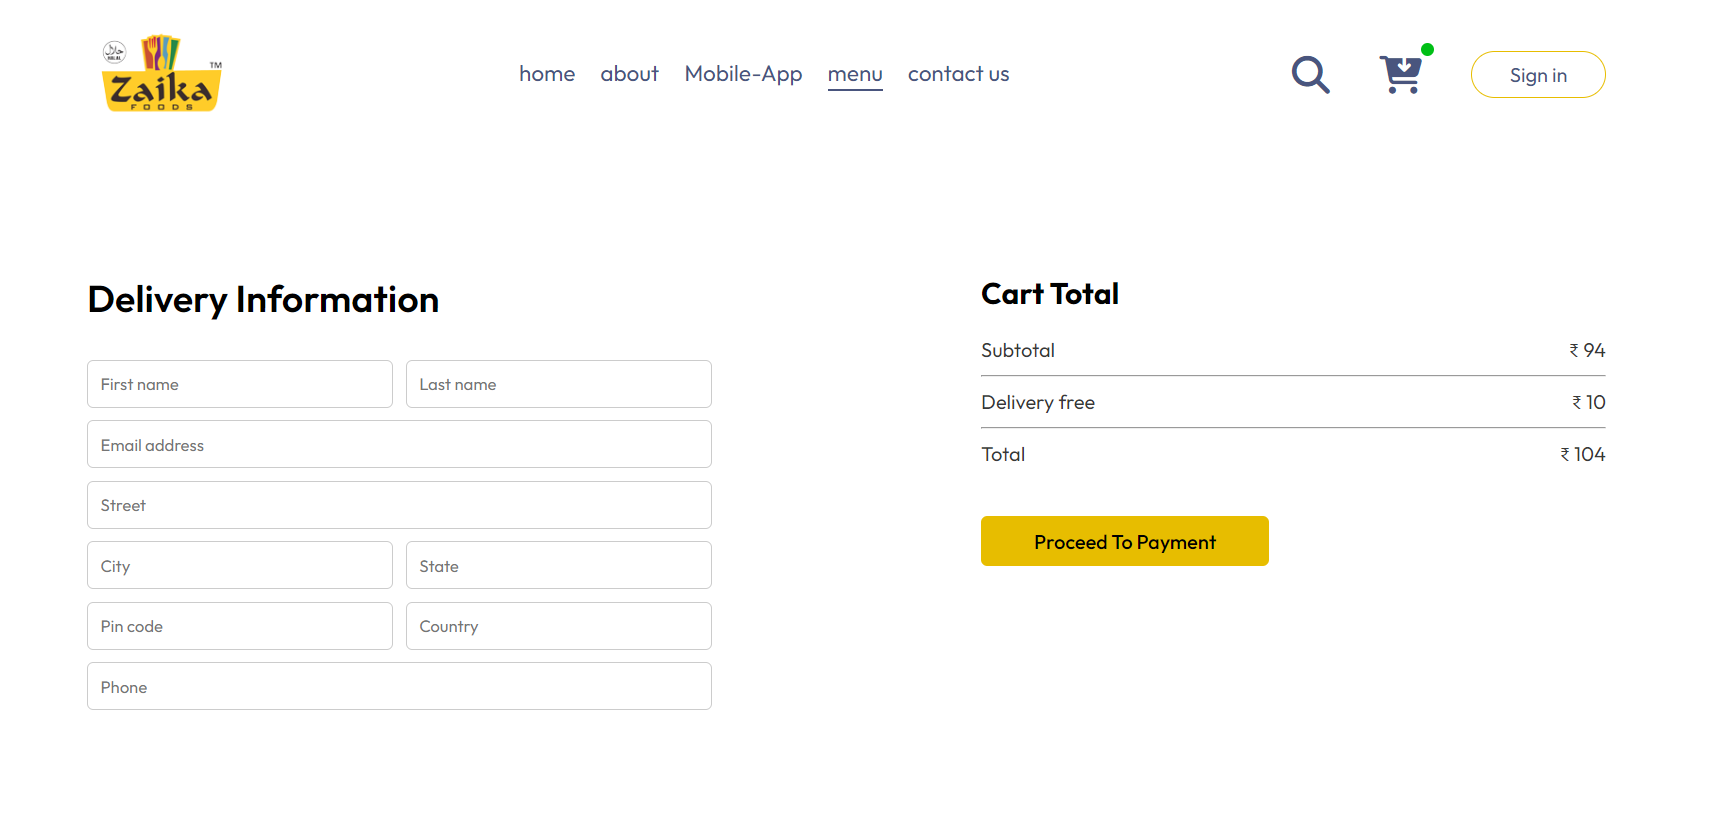 حلال
HALAL
Zaika TM
FOODS
home about Mobile-App menu contact us
Sign in
Delivery Information
First name Last name
Email address
Street
City State
Pin code Country
Phone
Cart Total
Subtotal ₹ 94
Delivery free ₹ 10
Total ₹ 104
Proceed To Payment